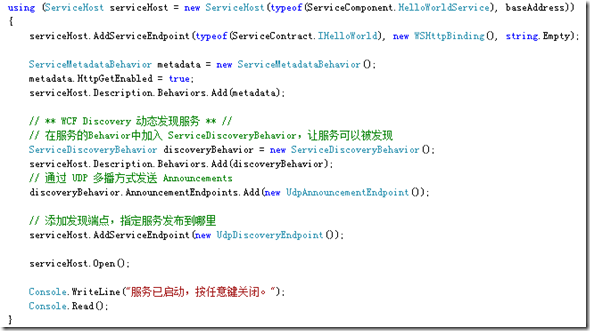 using (ServiceHost serviceHost = new ServiceHost(typeof(ServiceComponent.HelloWorldService), baseAddress))
{
    serviceHost.AddServiceEndpoint(typeof(ServiceContract.IHelloWorld), new WSHttpBinding(), string.Empty);

    ServiceMetadataBehavior metadata = new ServiceMetadataBehavior();
    metadata.HttpGetEnabled = true;
    serviceHost.Description.Behaviors.Add(metadata);

    // ** WCF Discovery 动态发现服务 ** //
    // 在服务的Behavior中加入 ServiceDiscoveryBehavior，让服务可以被发现
    ServiceDiscoveryBehavior discoveryBehavior = new ServiceDiscoveryBehavior();
    serviceHost.Description.Behaviors.Add(discoveryBehavior);
    // 通过 UDP 多播方式发送 Announcements
    discoveryBehavior.AnnouncementEndpoints.Add(new UdpAnnouncementEndpoint());

    // 添加发现端点，指定服务发布到哪里
    serviceHost.AddServiceEndpoint(new UdpDiscoveryEndpoint());

    serviceHost.Open();

    Console.WriteLine("服务已启动，按任意键关闭。");
    Console.Read();
}